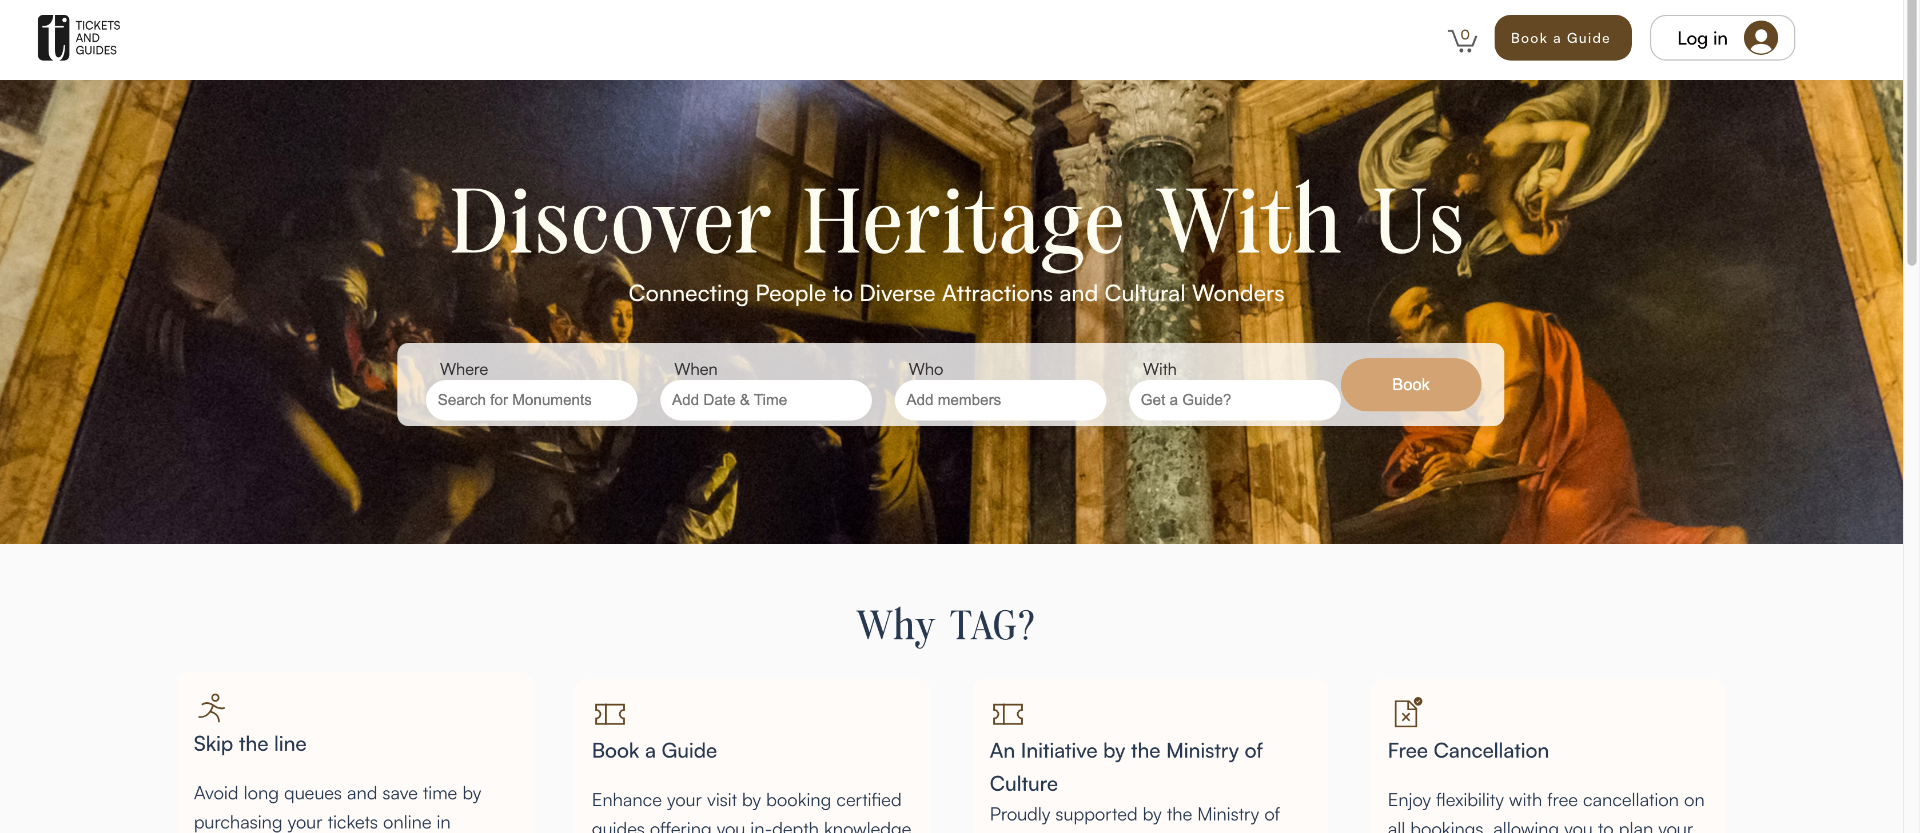 TICKETS
AND
GUIDES
0
Book a Guide
Log in
Discover Heritage With Us
Connecting People to Diverse Attractions and Cultural Wonders
Where
Search for Monuments
When
Add Date & Time
Who
Add members
With
Get a Guide?
Book
Why TAG?
Skip the line
Avoid long queues and save time by
purchasing your tickets online in
Book a Guide
Enhance your visit by booking certified
guides offering you in-depth knowledge
An Initiative by the Ministry of
Culture
Proudly supported by the Ministry of
Free Cancellation
Enjoy flexibility with free cancellation on
all bookings, allowing you to plan your